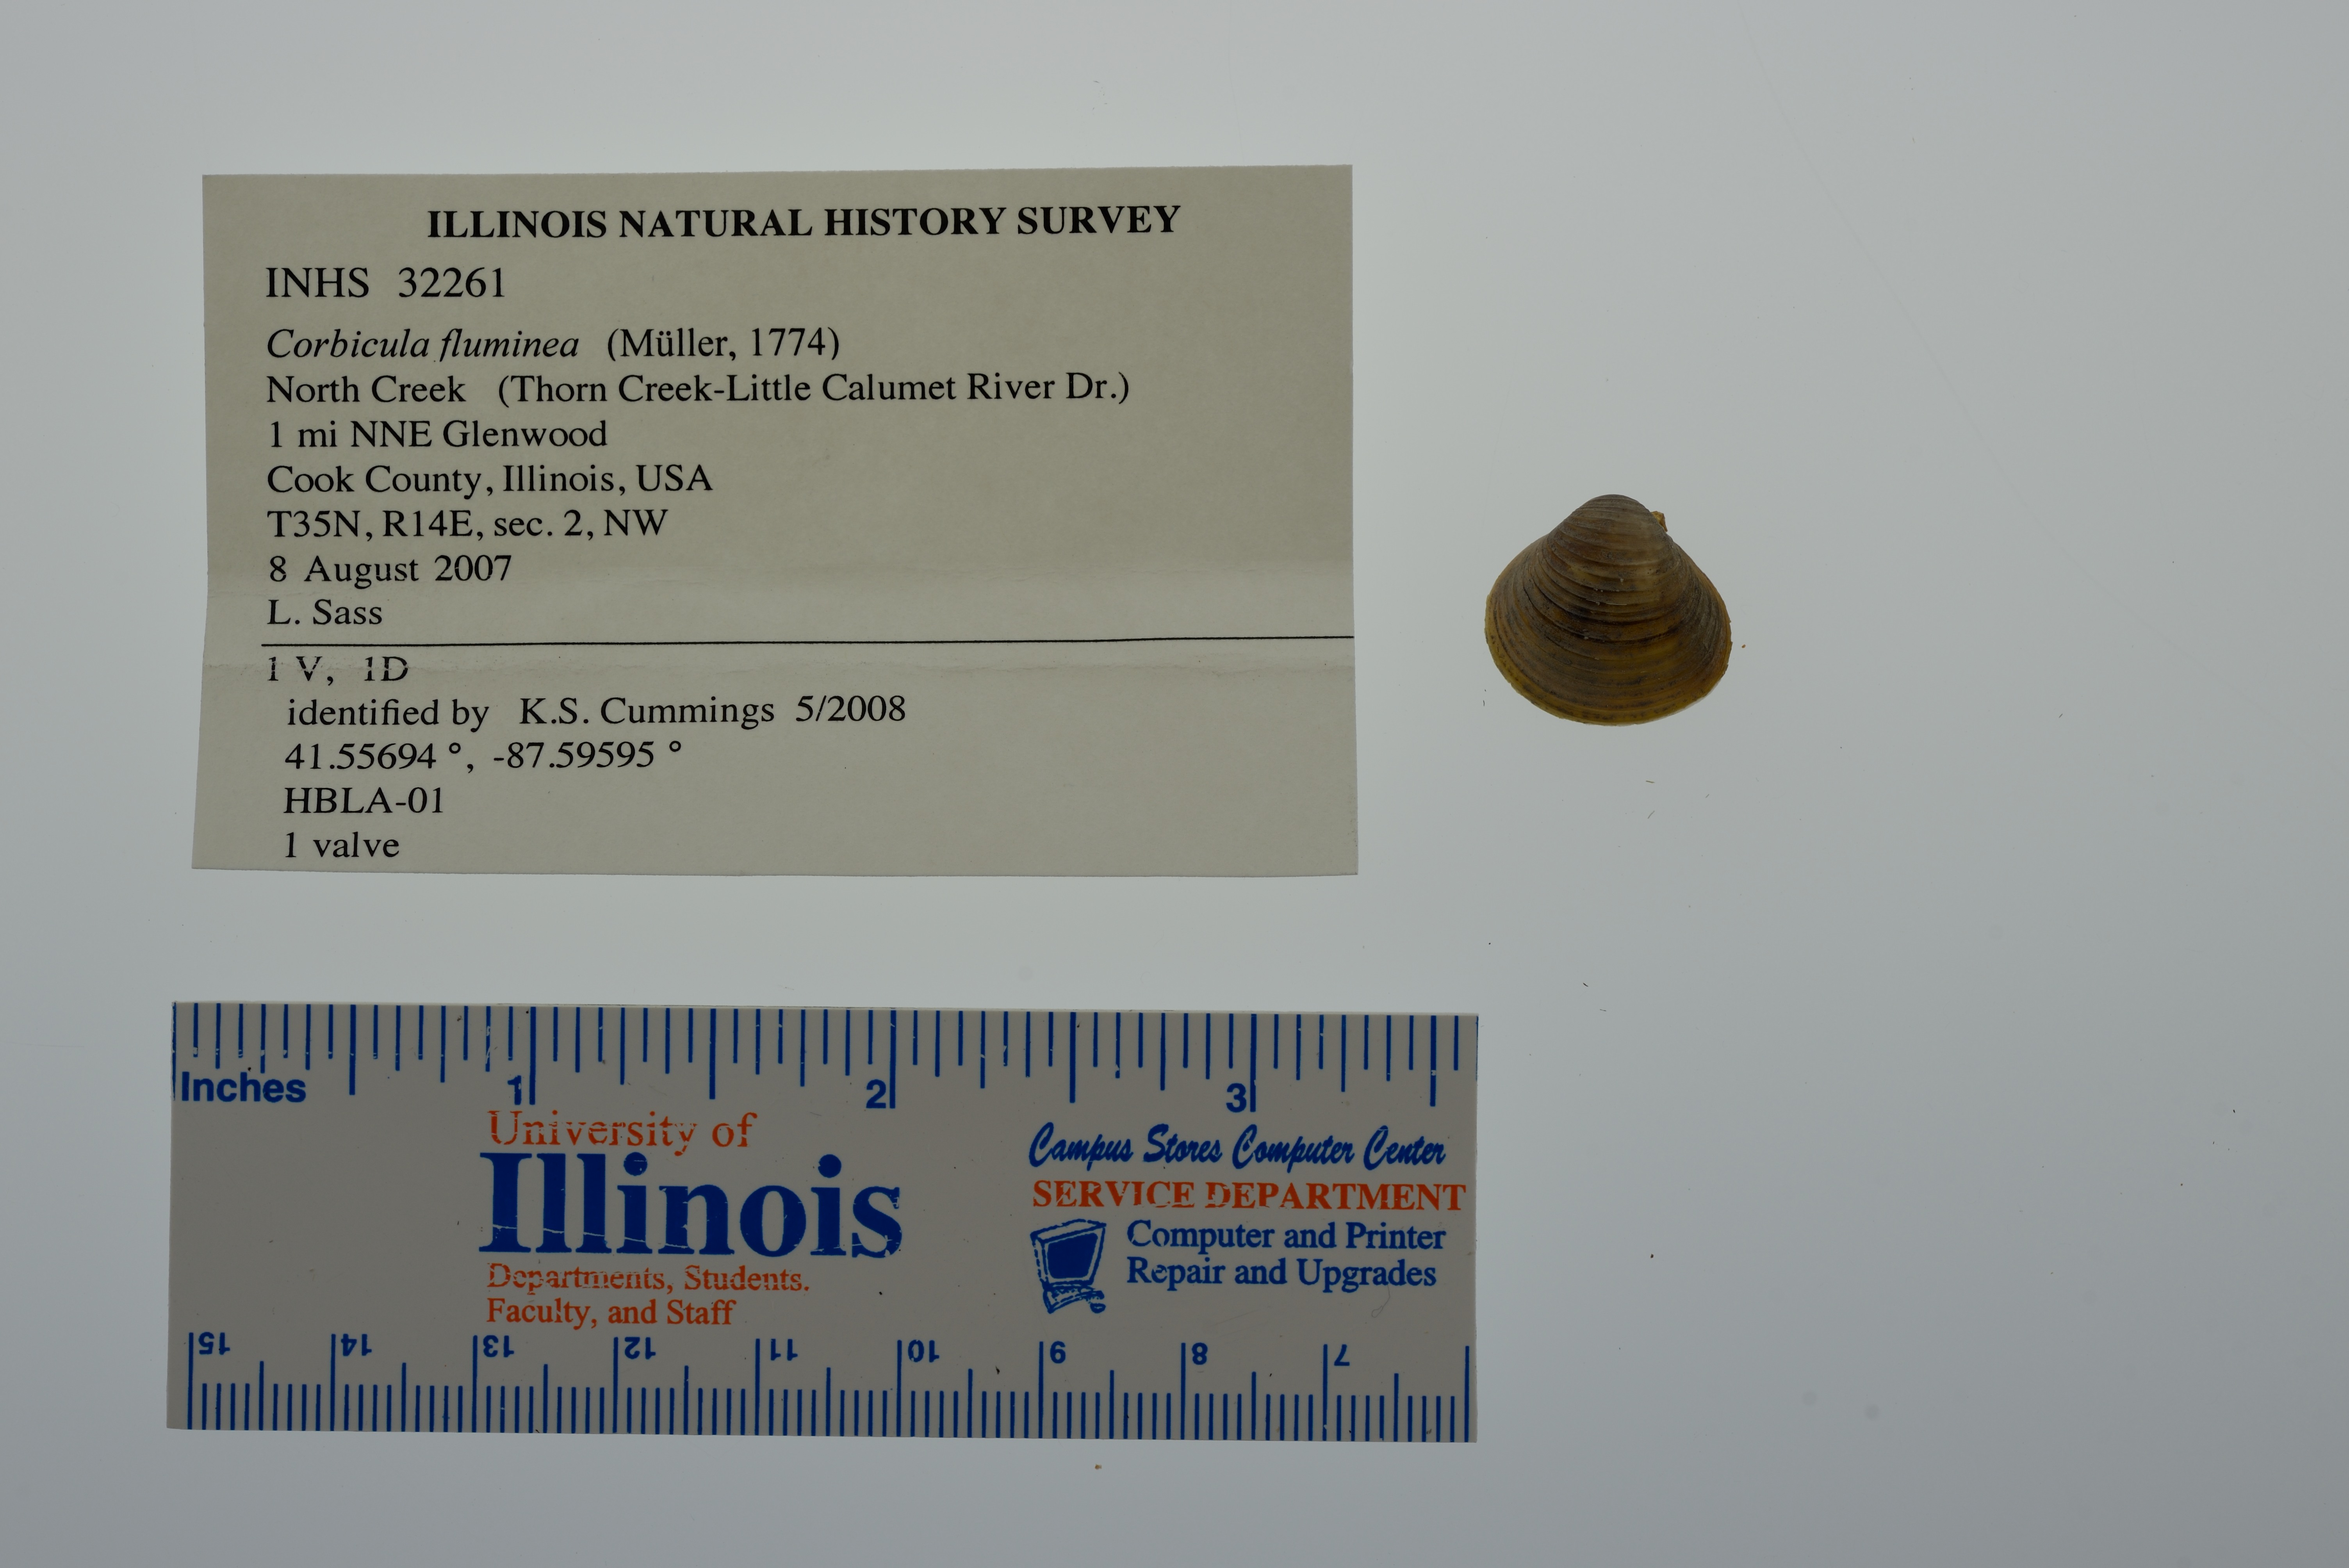 ILLINOIS NATURAL HISTORY SURVEY
INHS 32261
Corbicula fluminea (Müller, 1774)
North Creek (Thorn Creek-Little Calumet River Dr.)
1 mi NNE Glenwood
Cook County, Illinois, USA
T35N, R14E, sec. 2, NW
8 August 2007
L. Sass
1 V, 1D
identified by K.S. Cummings 5/2008
41.55694 °, -87.59595 °
HBLA-01
1 valve
Inches 1 2 3
University of
Illinois
Departments, Students,
Faculty, and Staff
Campus Stores Computer Center
SERVICE DEPARTMENT
Computer and Printer
Repair and Upgrades
15 14 13 12 11 10 9 8 7